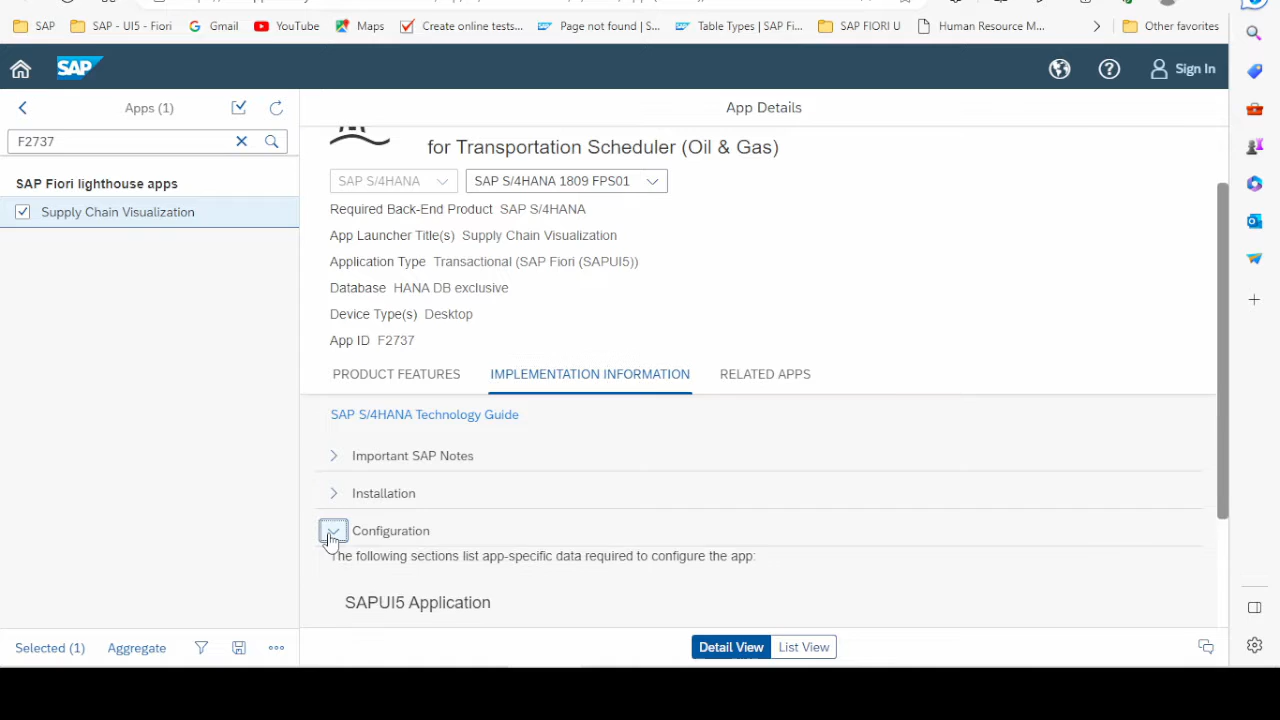 SAP
SAP - UI5 - Fiori
Gmail
YouTube
Maps
Create online tests...
Page not found | S...
Table Types | SAP Fi...
SAP FIORI U
Human Resource M...
Other favorites
SAP
Sign In
Apps (1)
App Details
F2737
for Transportation Scheduler (Oil & Gas)
SAP Fiori lighthouse apps
SAP S/4HANA
SAP S/4HANA 1809 FPS01
Supply Chain Visualization
Required Back-End Product SAP S/4HANA
App Launcher Title(s) Supply Chain Visualization
Application Type Transactional (SAP Fiori (SAPUI5))
Database HANA DB exclusive
Device Type(s) Desktop
App ID F2737
PRODUCT FEATURES
IMPLEMENTATION INFORMATION
RELATED APPS
SAP S/4HANA Technology Guide
Important SAP Notes
Installation
Configuration
The following sections list app-specific data required to configure the app:
SAPUI5 Application
Selected (1)
Aggregate
Detail View
List View